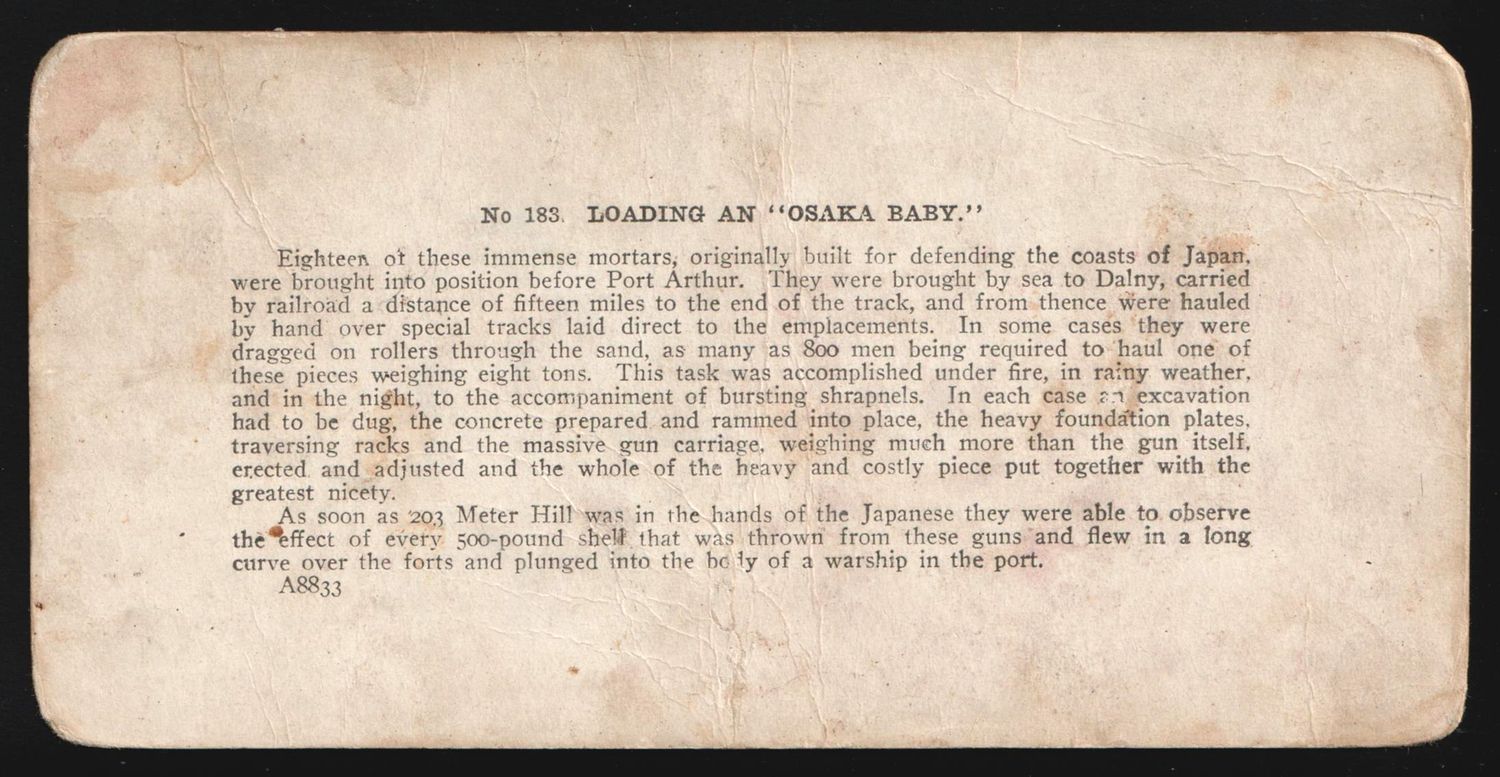 No 183. LOADING AN "OSAKA BABY."
Eighteen of these immense mortars, originally built for defending the coasts of Japan,
were brought into position before Port Arthur. They were brought by sea to Dalny, carried
by railroad a distance of fifteen miles to the end of the track, and from thence were hauled
by hand over special tracks laid direct to the emplacements. In some cases they were
dragged on rollers through the sand, as many as 800 men being required to haul one of
these pieces weighing eight tons. This task was accomplished under fire, in rainy weather,
and in the night, to the accompaniment of bursting shrapnels. In each case an excavation
had to be dug, the concrete prepared and rammed into place, the heavy foundation plates,
traversing racks and the massive gun carriage, weighing much more than the gun itself,
erected and adjusted and the whole of the heavy and costly piece put together with the
greatest nicety.
As soon as 203 Meter Hill was in the hands of the Japanese they were able to observe
the effect of every 500-pound shell that was thrown from these guns and flew in a long
curve over the forts and plunged into the body of a warship in the port.
A8833